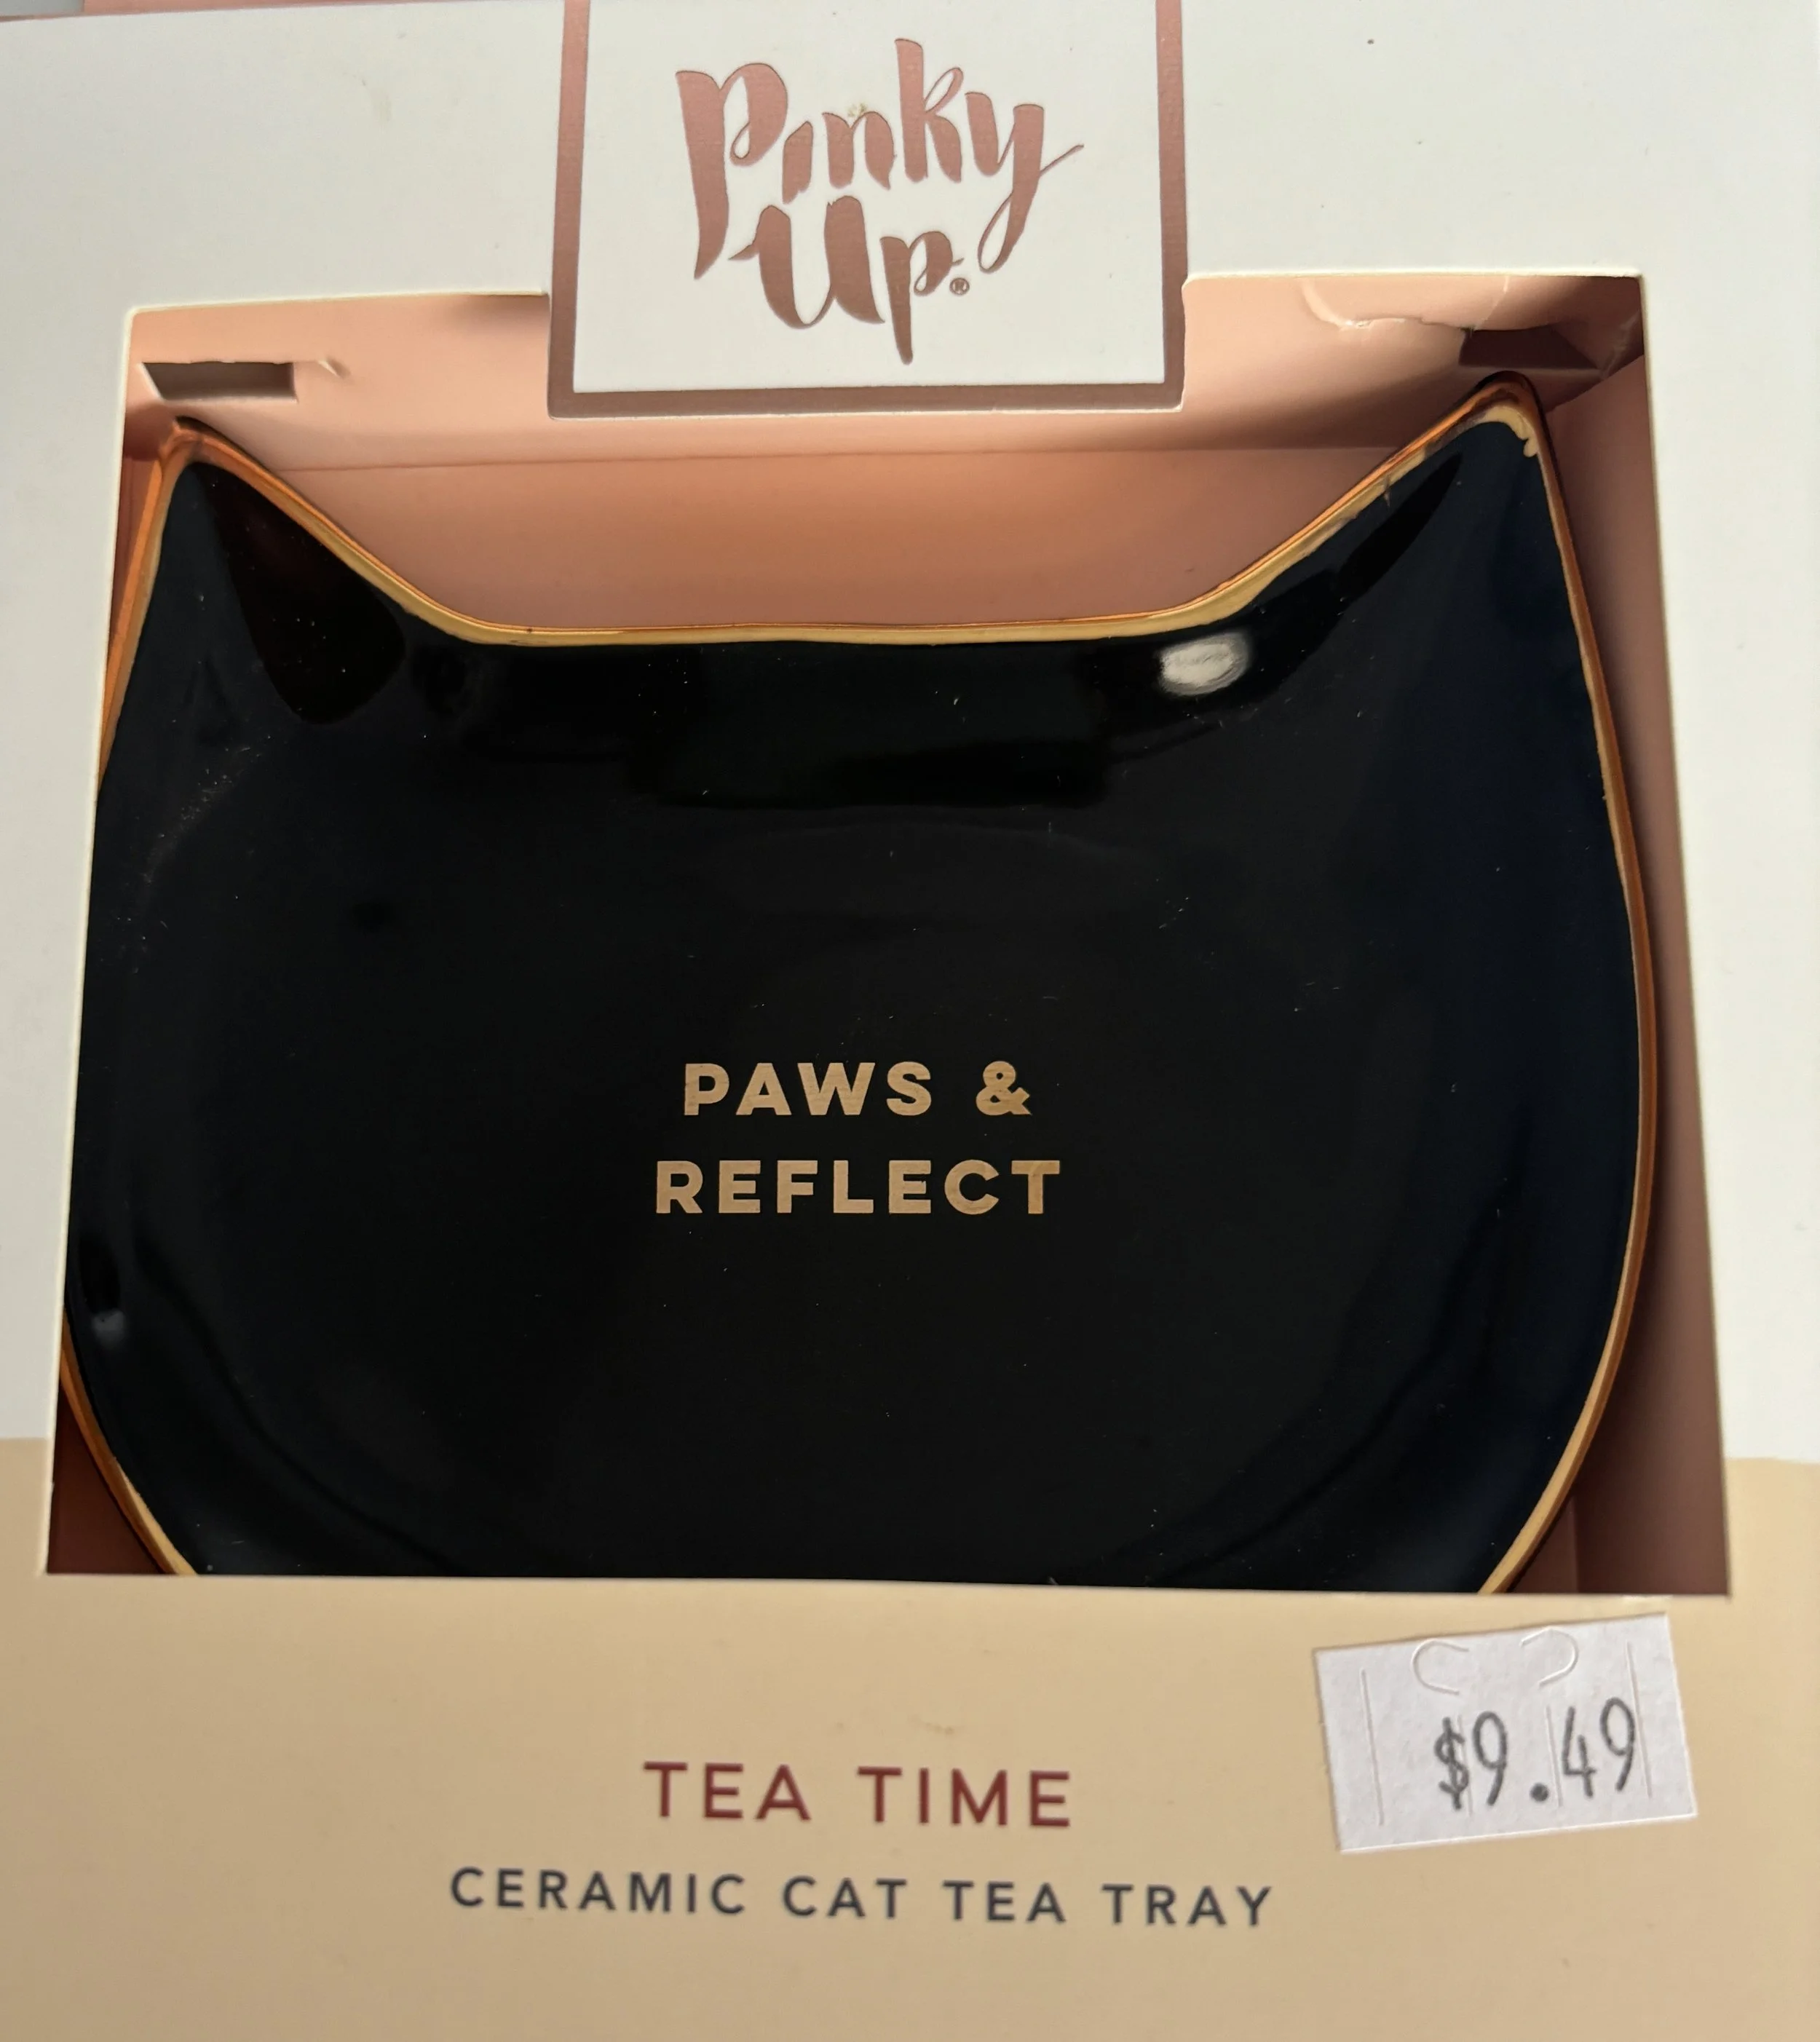 Pinky
Up®
PAWS &
REFLECT
$9.49
TEA TIME
CERAMIC CAT TEA TRAY